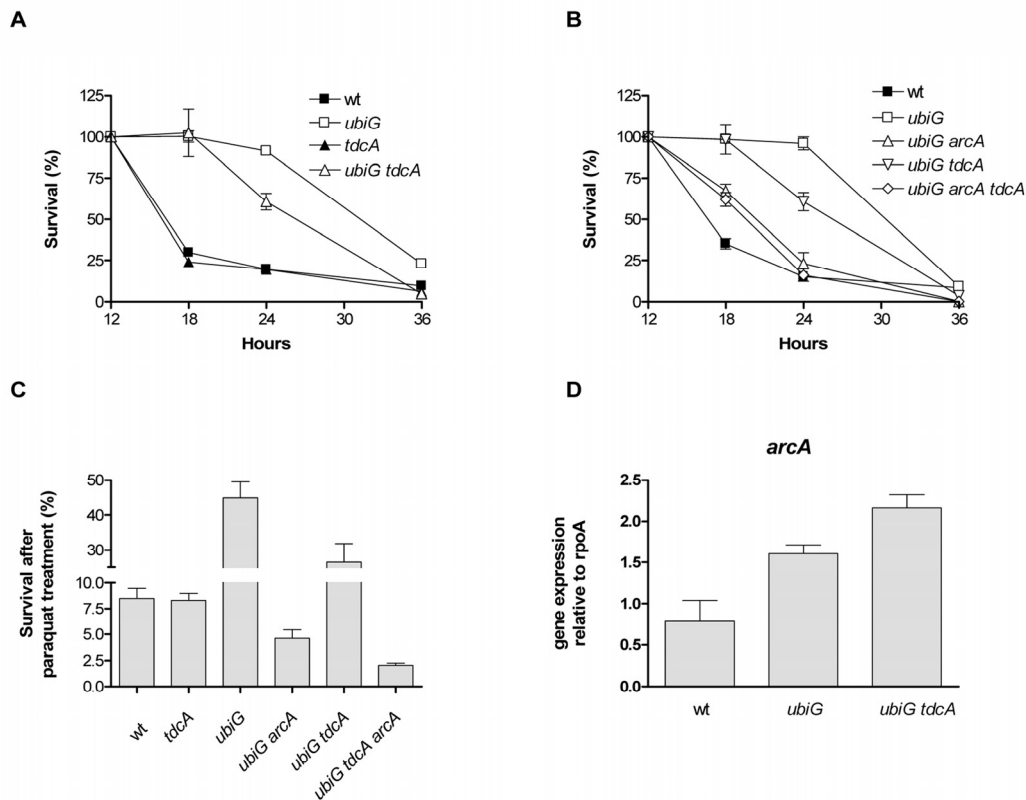 A
B
125
100
75
50
25
0
12
18
24
30
36
Survival (%)
Hours
wt
ubiG
tdcA
ubiG tdcA
125
100
75
50
25
0
12
18
24
30
36
Survival (%)
Hours
wt
ubiG
ubiG arcA
ubiG tdcA
ubiG arcA tdcA
C
D
Survival after
paraquat treatment (%)
50
40
30
10.0
7.5
5.0
2.5
0.0
wt
tdcA
ubiG
ubiG arcA
ubiG tdcA
ubiG tdcA arcA
arcA
gene expression
relative to rpoA
2.5
2.0
1.5
1.0
0.5
0.0
wt
ubiG
ubiG tdcA